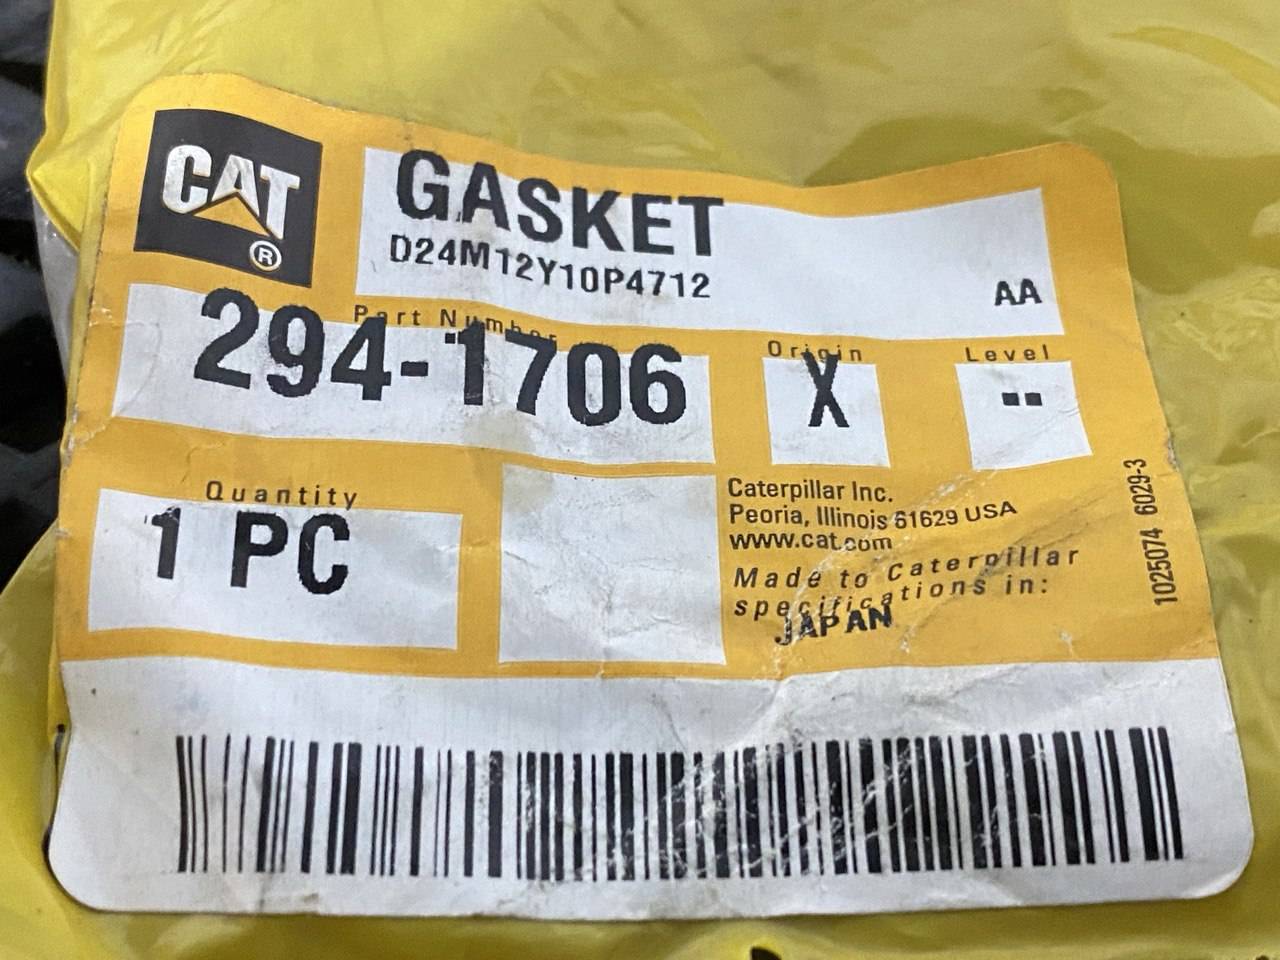 CAT
®
GASKET
D24M12Y10P4712
AA
Part Number
294-1706
Origin
X
Level
--
Quantity
1 PC
Caterpillar Inc.
Peoria, Illinois 61629 USA
www.cat.com
Made to Caterpillar
specifications in:
JAPAN
1025074 6029-3